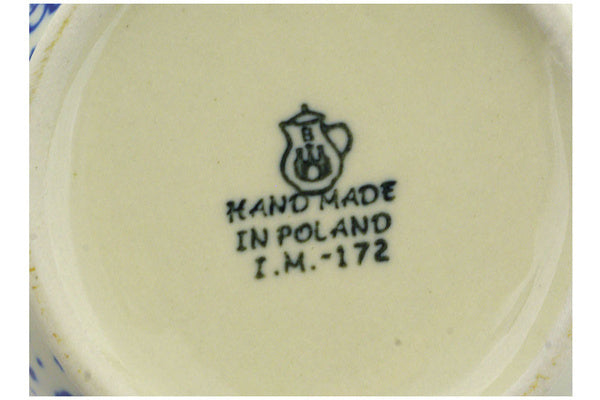 B
HAND MADE
IN POLAND
I.M.-172